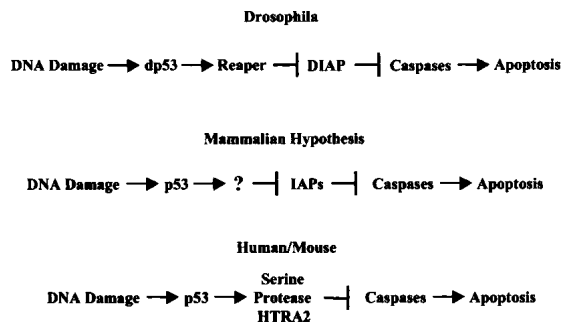 Drosophila
DNA Damage dp53 Reaper DIAP Caspases Apoptosis
Mammalian Hypothesis
DNA Damage p53 ? IAPs Caspases Apoptosis
Human/Mouse
Serine
DNA Damage p53 Protease Caspases Apoptosis
HTRA2